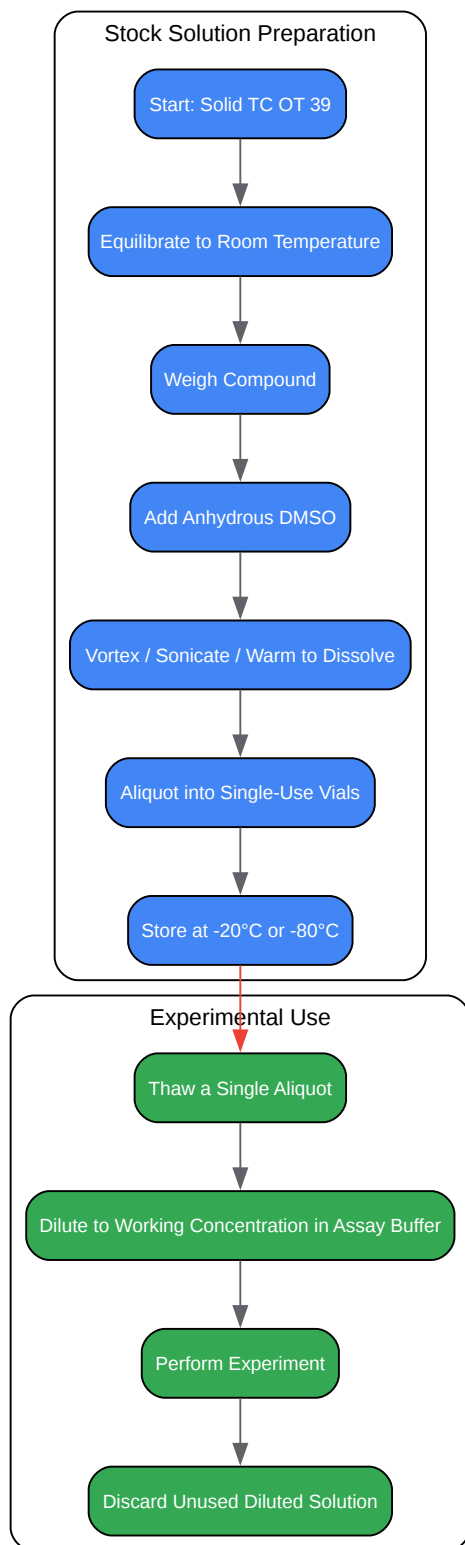 Stock Solution Preparation
Start: Solid TC OT 39
Equilibrate to Room Temperature
Weigh Compound
Add Anhydrous DMSO
Vortex / Sonicate / Warm to Dissolve
Aliquot into Single-Use Vials
Store at -20°C or -80°C
Experimental Use
Thaw a Single Aliquot
Dilute to Working Concentration in Assay Buffer
Perform Experiment
Discard Unused Diluted Solution